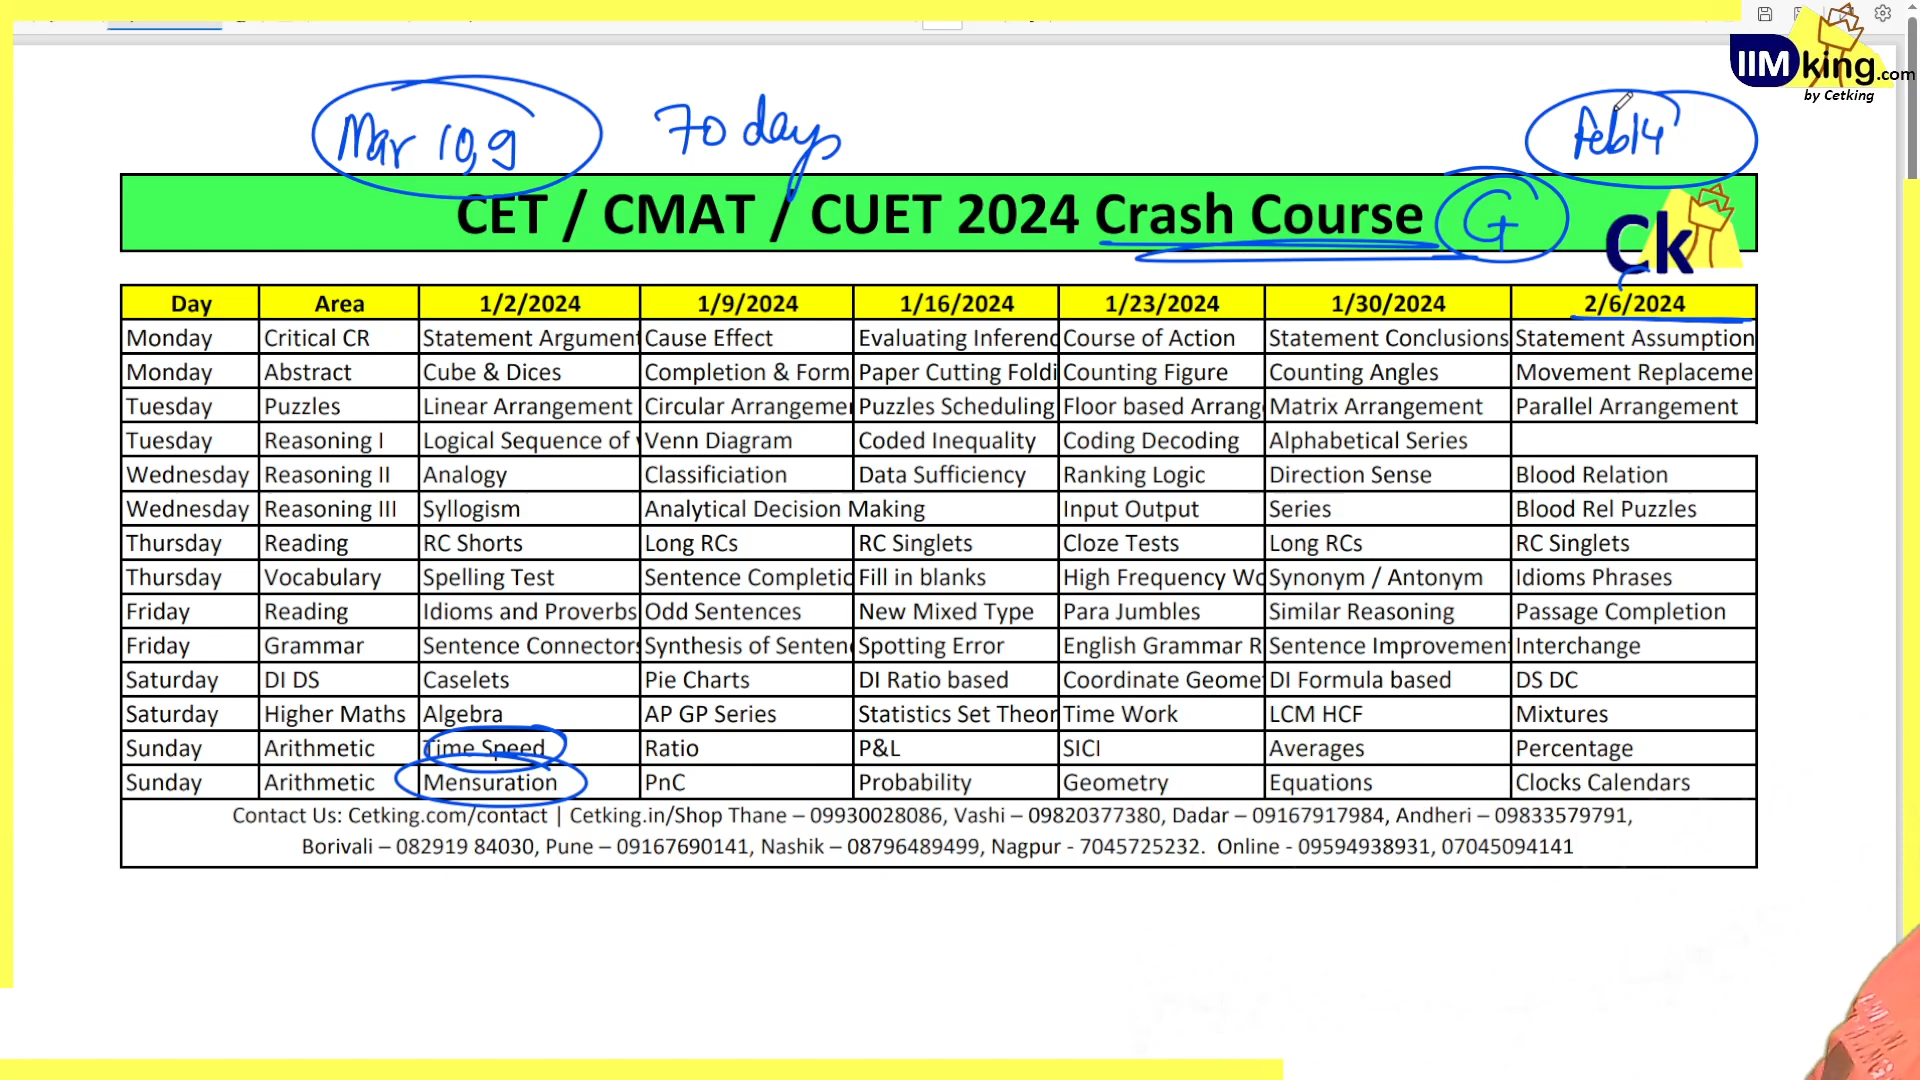 IIMking.com
by Cetking
Mar 10,9 70 days Feb14
CET / CMAT / CUET 2024 Crash Course G Ck
Day Area 1/2/2024 1/9/2024 1/16/2024 1/23/2024 1/30/2024 2/6/2024
Monday Critical CR Statement Argument Cause Effect Evaluating Inferenc Course of Action Statement Conclusions Statement Assumption
Monday Abstract Cube & Dices Completion & Form Paper Cutting Foldi Counting Figure Counting Angles Movement Replaceme
Tuesday Puzzles Linear Arrangement Circular Arrangemer Puzzles Scheduling Floor based Arrang Matrix Arrangement Parallel Arrangement
Tuesday Reasoning I Logical Sequence of Venn Diagram Coded Inequality Coding Decoding Alphabetical Series
Wednesday Reasoning II Analogy Classificiation Data Sufficiency Ranking Logic Direction Sense Blood Relation
Wednesday Reasoning III Syllogism Analytical Decision Making Input Output Series Blood Rel Puzzles
Thursday Reading RC Shorts Long RCs RC Singlets Cloze Tests Long RCs RC Singlets
Thursday Vocabulary Spelling Test Sentence Completic Fill in blanks High Frequency Wo Synonym / Antonym Idioms Phrases
Friday Reading Idioms and Proverbs Odd Sentences New Mixed Type Para Jumbles Similar Reasoning Passage Completion
Friday Grammar Sentence Connectors Synthesis of Senten Spotting Error English Grammar R Sentence Improvement Interchange
Saturday DI DS Caselets Pie Charts DI Ratio based Coordinate Geome DI Formula based DS DC
Saturday Higher Maths Algebra AP GP Series Statistics Set Theor Time Work LCM HCF Mixtures
Sunday Arithmetic Time Speed Ratio P&L SICI Averages Percentage
Sunday Arithmetic Mensuration PnC Probability Geometry Equations Clocks Calendars
Contact Us: Cetking.com/contact | Cetking.in/Shop Thane – 09930028086, Vashi – 09820377380, Dadar – 09167917984, Andheri – 09833579791,
Borivali – 082919 84030, Pune – 09167690141, Nashik – 08796489499, Nagpur - 7045725232. Online - 09594938931, 07045094141